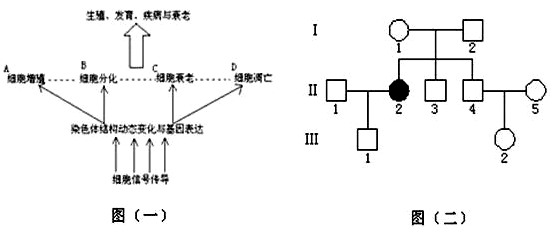 生殖、发育、疾病与衰老
A B C D
细胞增殖 细胞分化 细胞衰老 细胞凋亡
染色体结构动态变化与基因表达
细胞信号传导
图(一)
I
1 2
II
1 2 3 4 5
III
1 2
图(二)